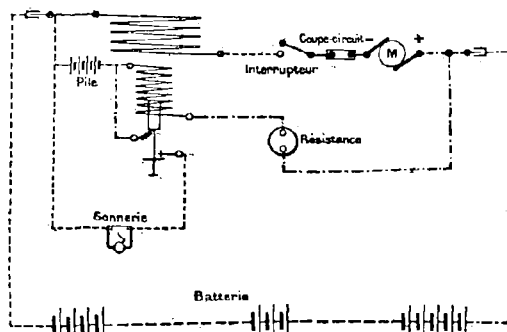 Coupe-circuit - +
M
Interrupteur
Pile
Résistance
Sonnerie
Batterie